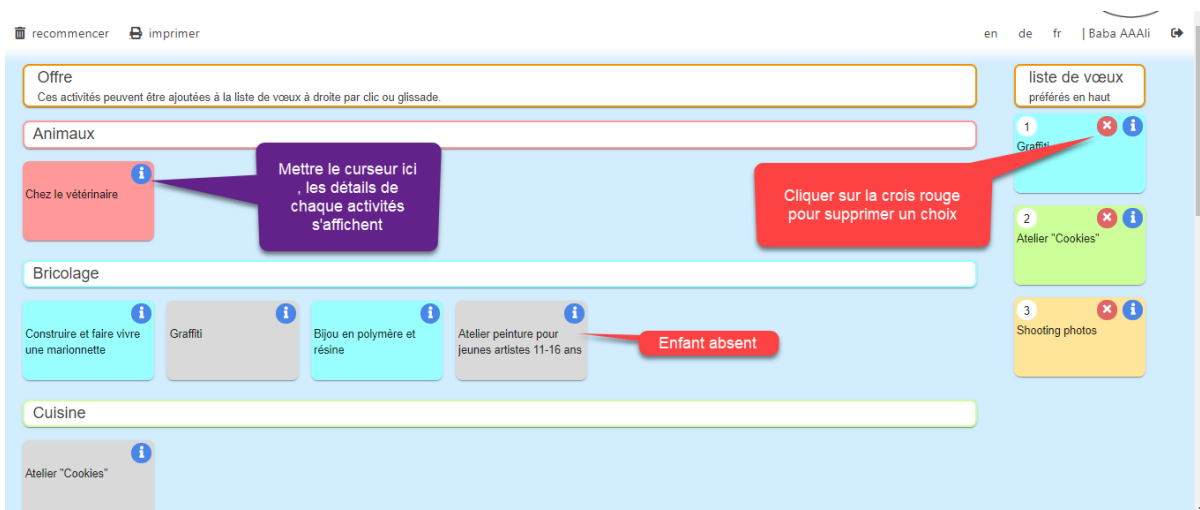 recommencer imprimer en de fr | Baba AAAli
Offre
Ces activités peuvent être ajoutées à la liste de vœux à droite par clic ou glissade.
liste de vœux
préférés en haut
Animaux
Chez le vétérinaire
Mettre le curseur ici
, les détails de
chaque activités
s'affichent
Cliquer sur la crois rouge
pour supprimer un choix
1
Graffiti
2
Atelier "Cookies"
3
Shooting photos
Bricolage
Construire et faire vivre
une marionnette
Graffiti
Bijou en polymère et
résine
Atelier peinture pour
jeunes artistes 11-16 ans
Enfant absent
Cuisine
Atelier "Cookies"